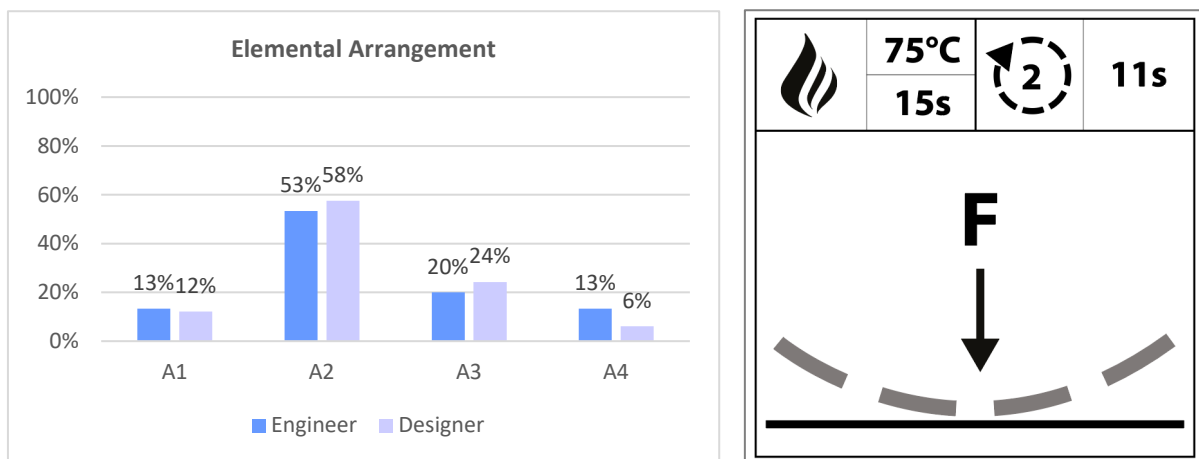 Elemental Arrangement
100%
80%
60%
40%
20%
0%
13% 12%
53% 58%
20% 24%
13% 6%
A1 A2 A3 A4
Engineer Designer
75°C
15s
2
11s
F